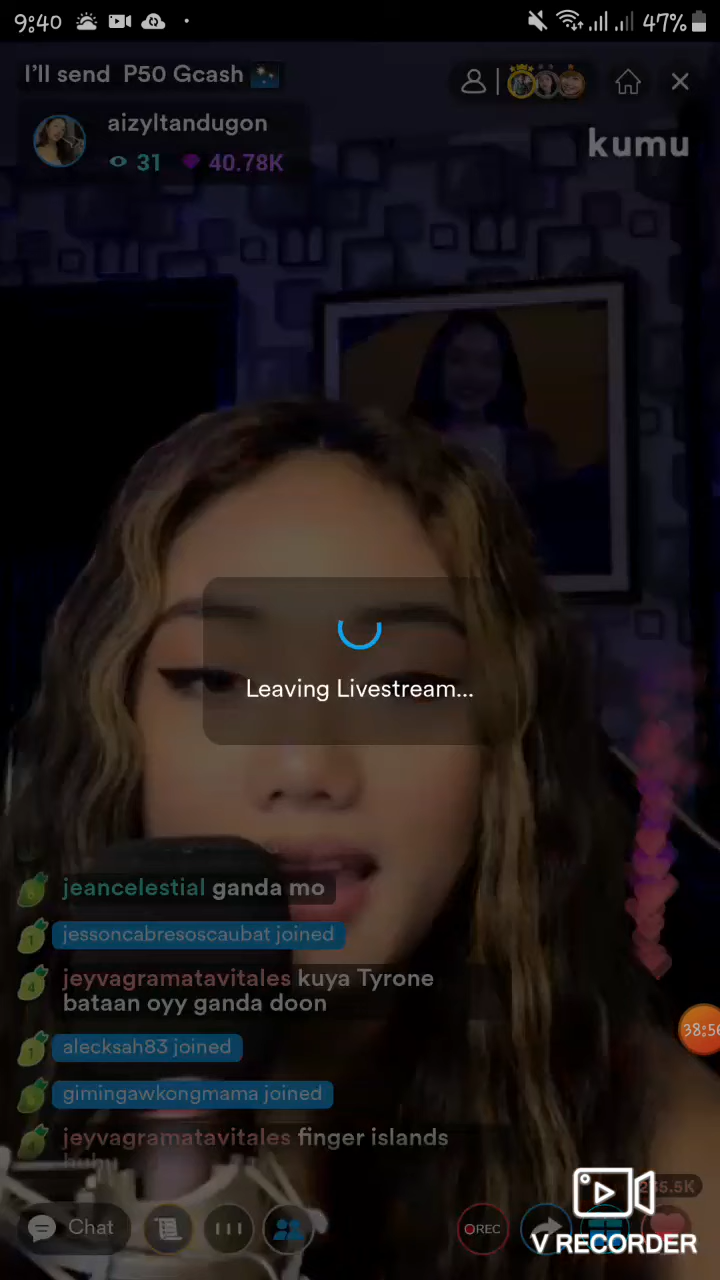 9:40
47%
I'll send P50 Gcash
aizyltandugon
31 40.78K
kumu
Leaving Livestream...
jeancelestial ganda mo
jessoncabresoscaubat joined
jeyvagramatavitales kuya Tyrone
bataan oyy ganda doon
38:56
alecksah83 joined
gimingawkongmama joined
jeyvagramatavitales finger islands
huhu
Chat
REC
V RECORDER